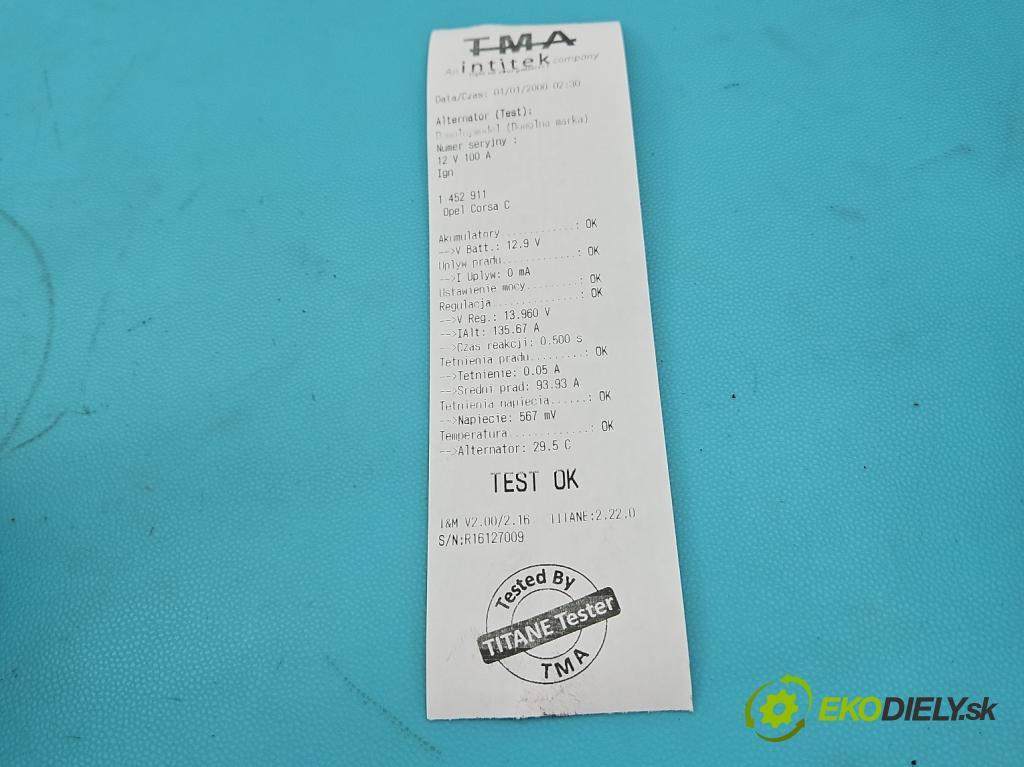 TMA
An intitek company
Data/Czas: 01/01/2000 02:30
Alternator (Test):
(Dowolna marka)
Numer seryjny :
12 V 100 A
Ign
1 452 911
Opel Corsa C
Akumulatory............: OK
-->V Batt.: 12.9 V
Uplyw pradu............: OK
-->I Uplyw: 0 mA
Ustawienie mocy........: OK
Regulacja..............: OK
-->V Reg.: 13.960 V
-->IAlt: 135.67 A
-->Czas reakcji: 0.500 s
Tetnienia pradu.........: OK
-->Tetnienie: 0.05 A
-->Sredni prad: 93.93 A
Tetnienia napiecia......: OK
-->Napiecie: 567 mV
Temperatura............: OK
-->Alternator: 29.5 C
TEST OK
I&M V2.00/2.16 TITANE:2.22.0
S/N:R16127009
Tested By
TITANE Tester
TMA
EKODIELY.sk